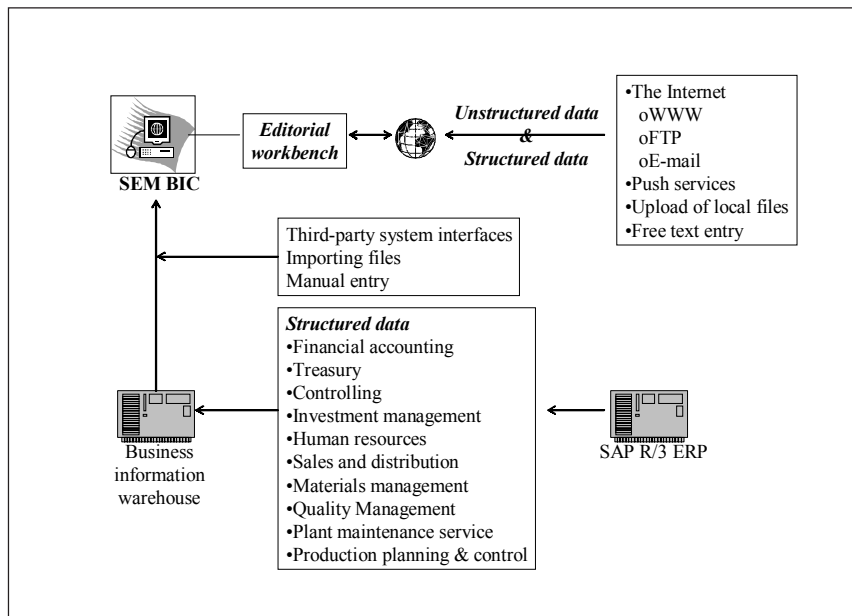 SEM BIC
Editorial
workbench
Unstructured data
&
Structured data
•The Internet
oWWW
oFTP
oE-mail
•Push services
•Upload of local files
•Free text entry
Third-party system interfaces
Importing files
Manual entry
Structured data
•Financial accounting
•Treasury
•Controlling
•Investment management
•Human resources
•Sales and distribution
•Materials management
•Quality Management
•Plant maintenance service
•Production planning & control
Business
information
warehouse
SAP R/3 ERP